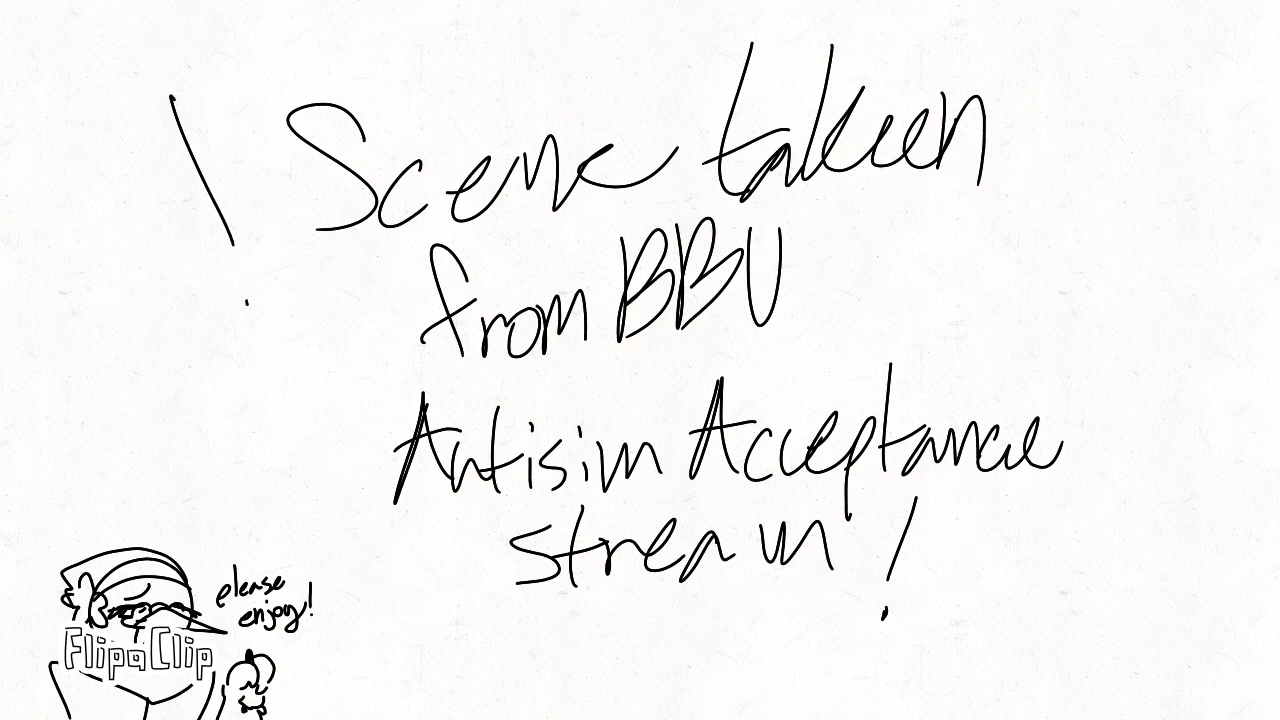 ! Scene taken
from BBU
Autisim Acceptance
stream!
please
enjoy!
FlipaClip